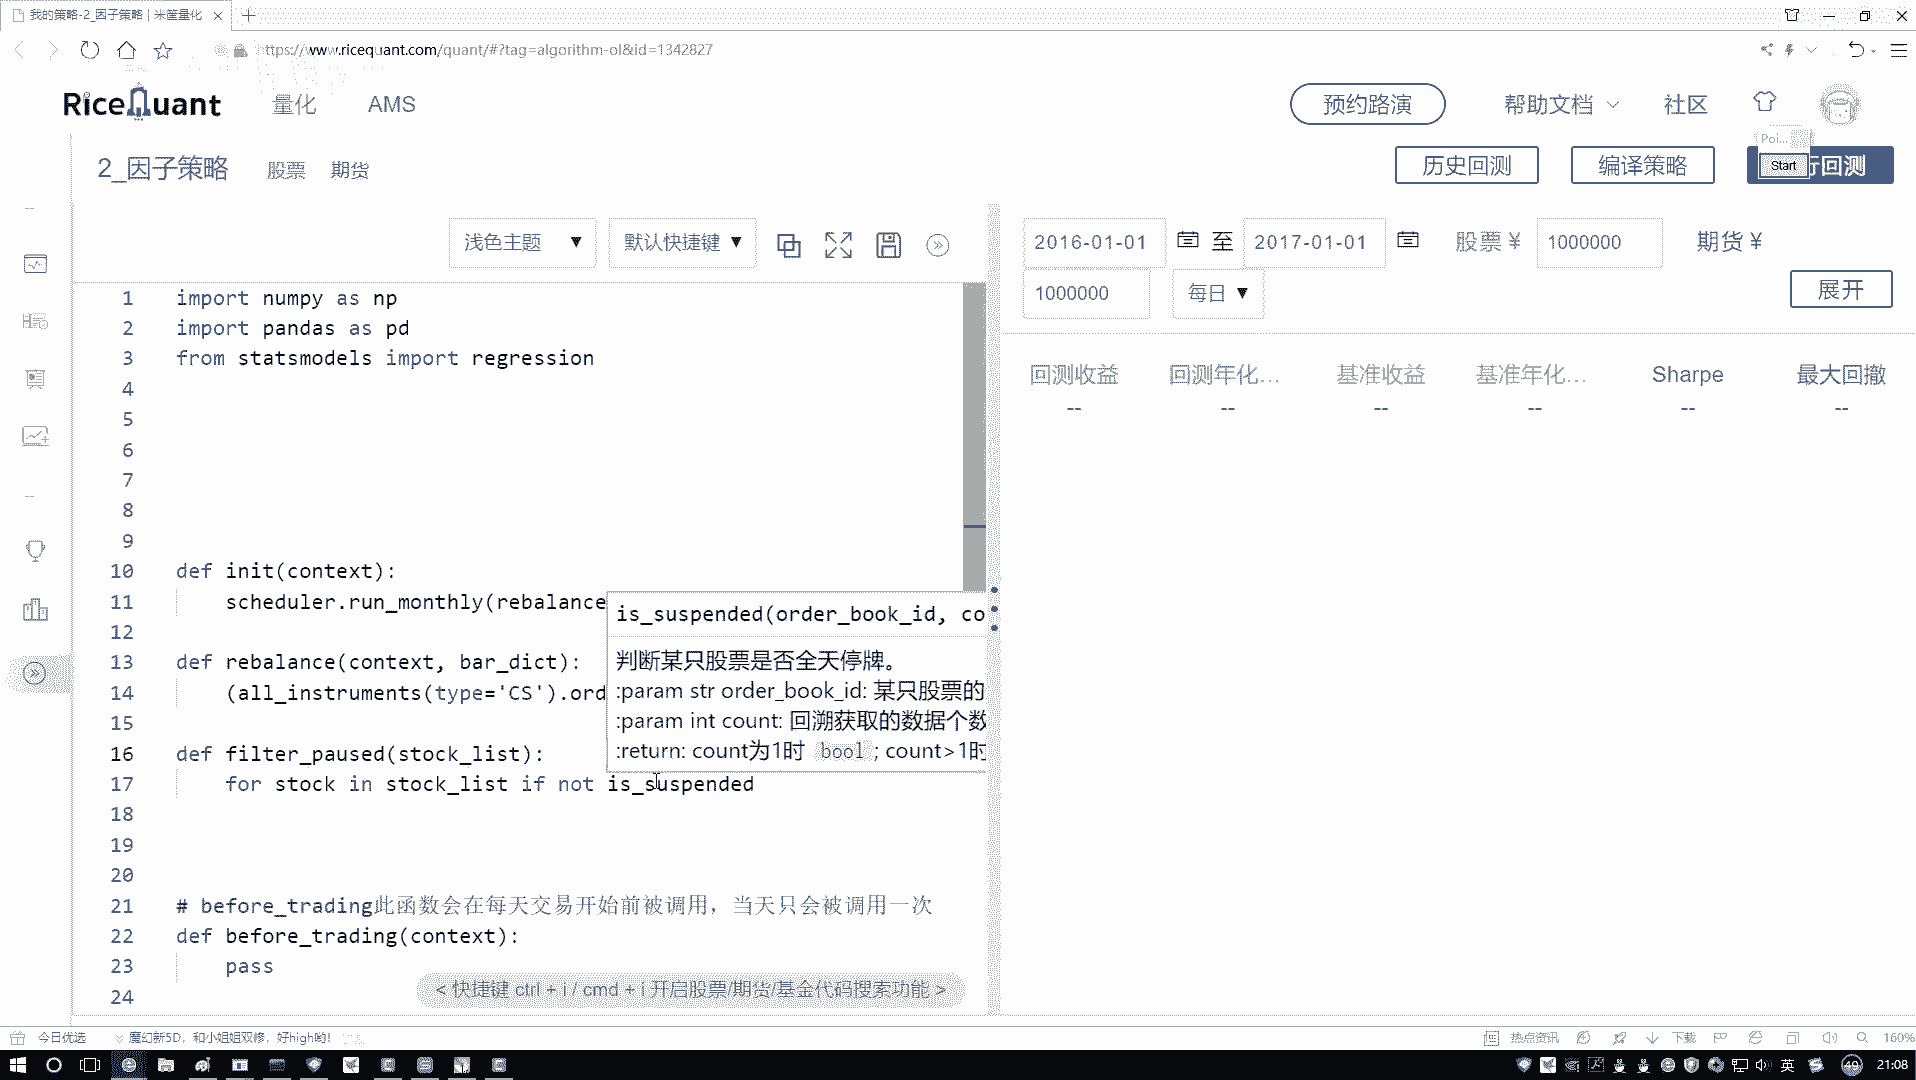 我的策略-2_因子策略 | 米筐量化
https://www.ricequant.com/quant/#?tag=algorithm-ol&id=1342827
RiceQuant 量化 AMS 预约路演 帮助文档 社区
Poi...
2_因子策略 股票 期货 历史回测 编译策略 Start 行回测
浅色主题 ▼ 默认快捷键 ▼
2016-01-01 至 2017-01-01 股票 ¥ 1000000 期货 ¥
1000000 每日 ▼ 展开
回测收益 回测年化... 基准收益 基准年化... Sharpe 最大回撤
-- -- -- -- -- --
1 import numpy as np
2 import pandas as pd
3 from statsmodels import regression
4
5
6
7
8
9
10 def init(context):
11 scheduler.run_monthly(rebalance
12
13 def rebalance(context, bar_dict):
14 (all_instruments(type='CS').ord
15
16 def filter_paused(stock_list):
17 for stock in stock_list if not is_suspended
18
19
20
21 # before_trading此函数会在每天交易开始前被调用，当天只会被调用一次
22 def before_trading(context):
23 pass
24
is_suspended(order_book_id, co
判断某只股票是否全天停牌。
:param str order_book_id: 某只股票的
:param int count: 回溯获取的数据个数
:return: count为1时 bool ; count>1时
< 快捷键 ctrl + i / cmd + i 开启股票/期货/基金代码搜索功能 >
今日优选 魔幻新5D，和小姐姐双修，好high哟! 热点资讯 下载 160%
英 49 21:08